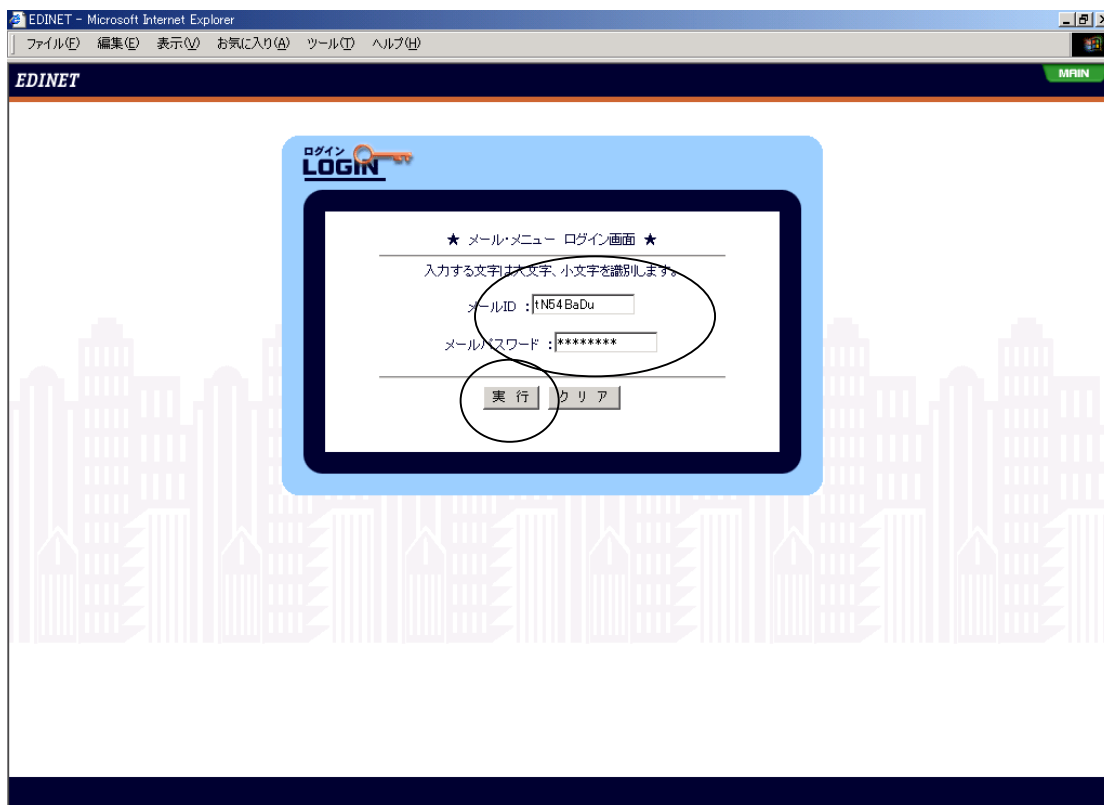 EDINET - Microsoft Internet Explorer
ファイル(F) 編集(E) 表示(V) お気に入り(A) ツール(T) ヘルプ(H)
EDINET
MAIN
ログイン
LOGIN
★ メール・メニュー ログイン画面 ★
入力する文字は大文字、小文字を識別します。
メールID :tN54BaDu
メールパスワード :********
実 行 クリア